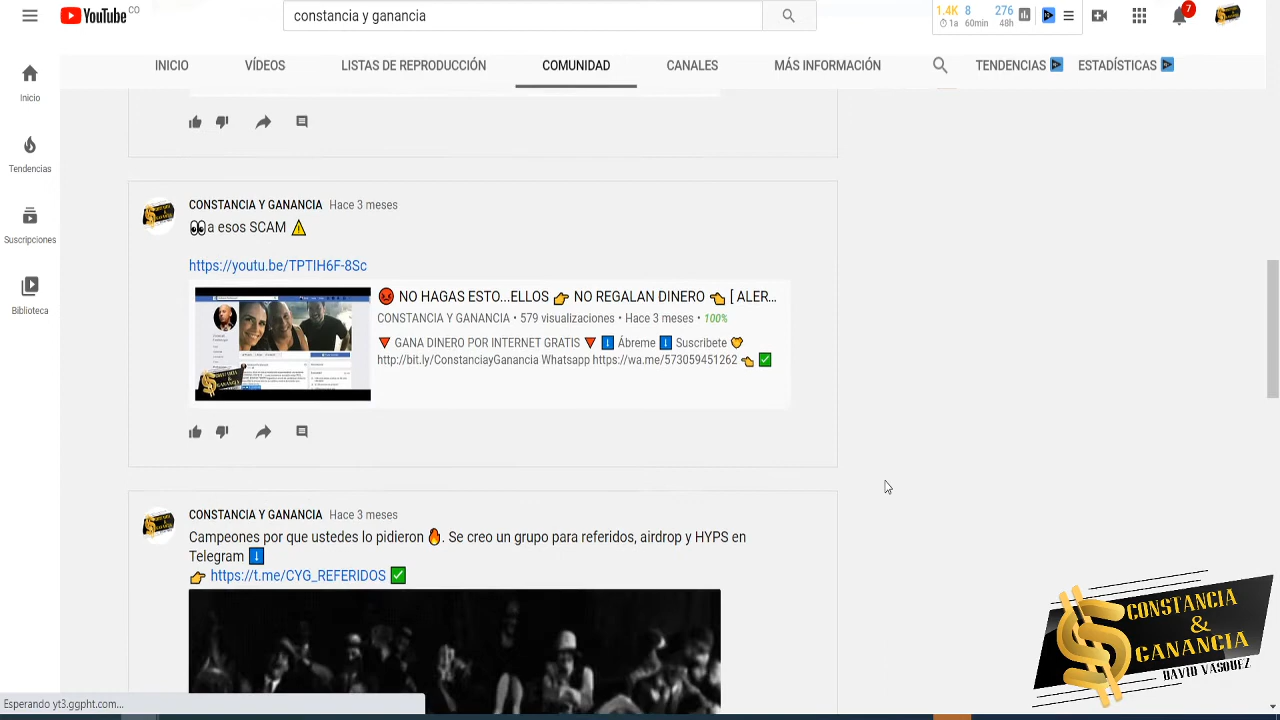 YouTube CO
constancia y ganancia
1.4K 8 276
1a 60min 48h
7
INICIO VÍDEOS LISTAS DE REPRODUCCIÓN COMUNIDAD CANALES MÁS INFORMACIÓN TENDENCIAS ESTADÍSTICAS
Inicio
Tendencias
Suscripciones
Biblioteca
CONSTANCIA Y GANANCIA Hace 3 meses
👀a esos SCAM ⚠
https://youtu.be/TPTIH6F-8Sc
😡 NO HAGAS ESTO...ELLOS 👉 NO REGALAN DINERO 👈 [ ALER...
CONSTANCIA Y GANANCIA • 579 visualizaciones • Hace 3 meses • 100%
🔻 GANA DINERO POR INTERNET GRATIS 🔻 ⬇ Ábreme ⬇ Suscribete 💛
http://bit.ly/ConstanciayGanancia Whatsapp https://wa.me/573059451262 👈 ✅
CONSTANCIA Y GANANCIA Hace 3 meses
Campeones por que ustedes lo pidieron 🔥. Se creo un grupo para referidos, airdrop y HYPS en
Telegram ⬇
👉 https://t.me/CYG_REFERIDOS ✅
CONSTANCIA
&
GANANCIA
DAVID VASQUEZ
Esperando yt3.ggpht.com...